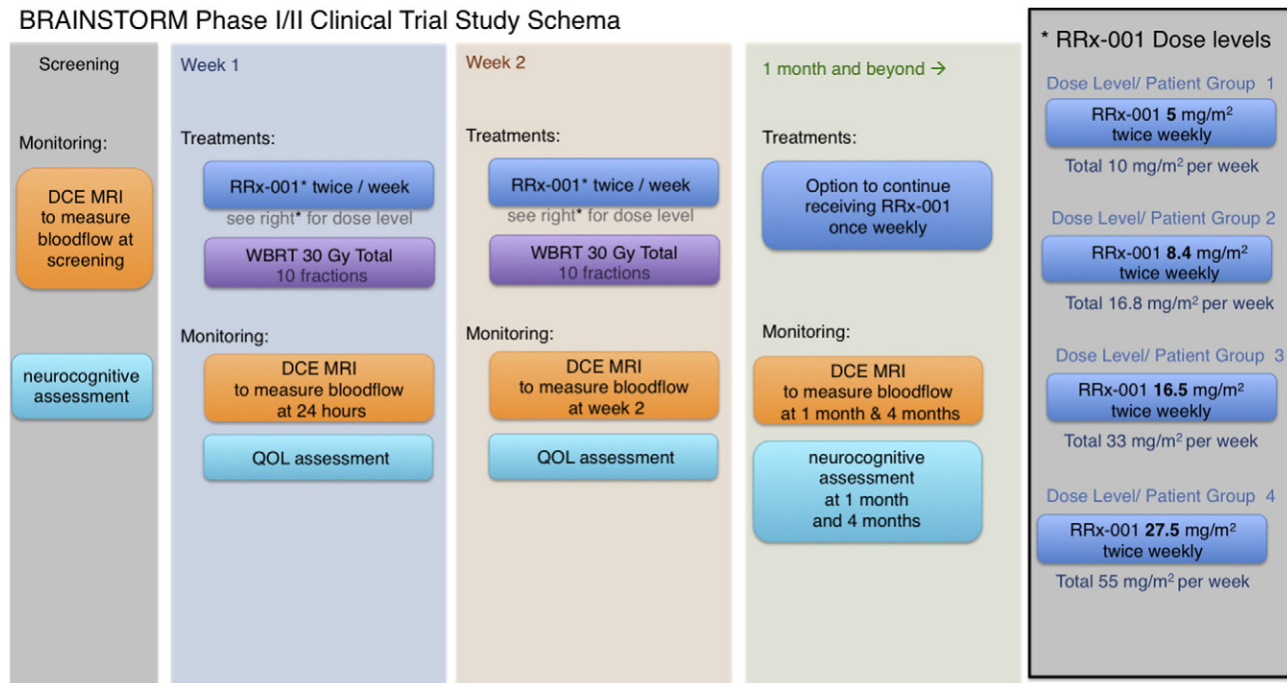 BRAINSTORM Phase I/II Clinical Trial Study Schema
Screening
Monitoring:
DCE MRI
to measure
bloodflow at
screening
neurocognitive
assessment
Week 1
Treatments:
RRx-001* twice / week
see right* for dose level
WBRT 30 Gy Total
10 fractions
Monitoring:
DCE MRI
to measure bloodflow
at 24 hours
QOL assessment
Week 2
Treatments:
RRx-001* twice / week
see right* for dose level
WBRT 30 Gy Total
10 fractions
Monitoring:
DCE MRI
to measure bloodflow
at week 2
QOL assessment
1 month and beyond →
Treatments:
Option to continue
receiving RRx-001
once weekly
Monitoring:
DCE MRI
to measure bloodflow
at 1 month & 4 months
neurocognitive
assessment
at 1 month
and 4 months
* RRx-001 Dose levels
Dose Level/ Patient Group 1
RRx-001 5 mg/m²
twice weekly
Total 10 mg/m² per week
Dose Level/ Patient Group 2
RRx-001 8.4 mg/m²
twice weekly
Total 16.8 mg/m² per week
Dose Level/ Patient Group 3
RRx-001 16.5 mg/m²
twice weekly
Total 33 mg/m² per week
Dose Level/ Patient Group 4
RRx-001 27.5 mg/m²
twice weekly
Total 55 mg/m² per week